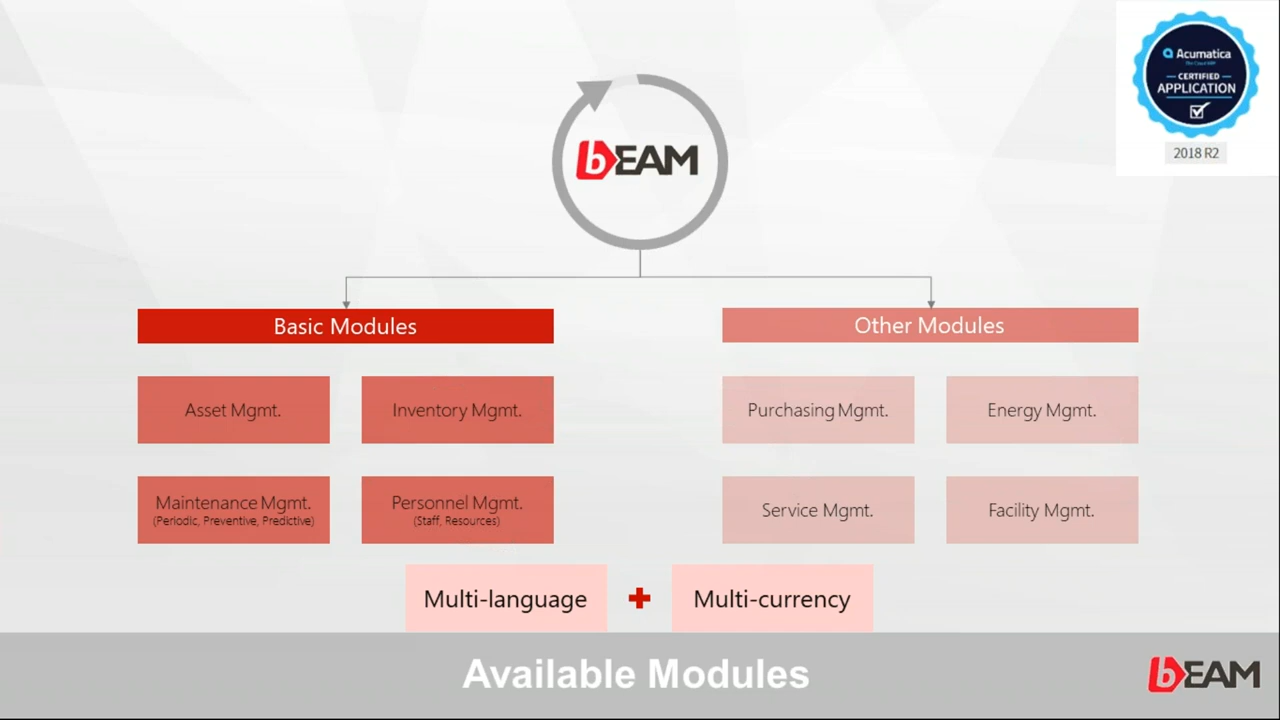 Acumatica
The Cloud ERP
CERTIFIED
APPLICATION
2018 R2
bEAM
Basic Modules
Other Modules
Asset Mgmt.
Inventory Mgmt.
Purchasing Mgmt.
Energy Mgmt.
Maintenance Mgmt.
(Periodic, Preventive, Predictive)
Personnel Mgmt.
(Staff, Resources)
Service Mgmt.
Facility Mgmt.
Multi-language
+
Multi-currency
Available Modules
bEAM